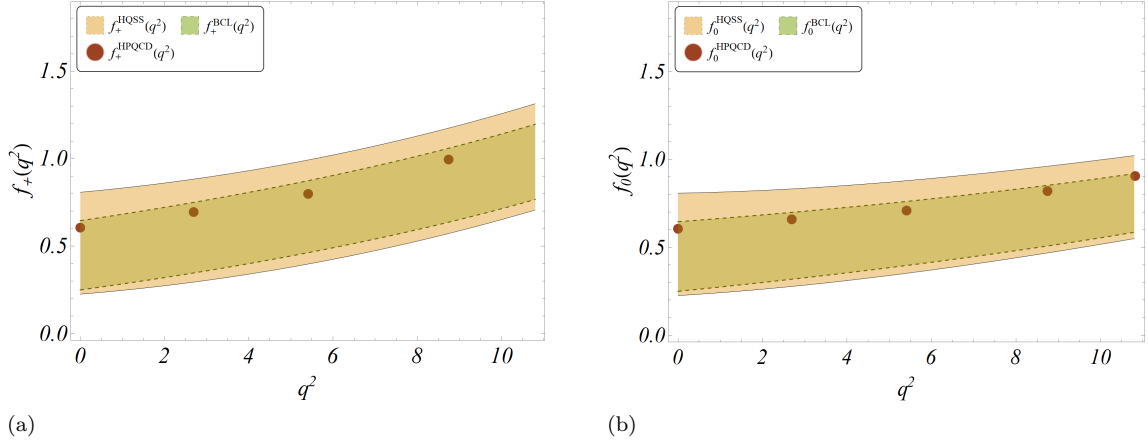 f₊ᴴQSS(q²) f₊ᴮCL(q²)
f₊ᴴPQCD(q²)
f₊(q²)
1.5
1.0
0.5
0.0
0 2 4 6 8 10
q²
(a)
f₀ᴴQSS(q²) f₀ᴮCL(q²)
f₀ᴴPQCD(q²)
f₀(q²)
1.5
1.0
0.5
0.0
0 2 4 6 8 10
q²
(b)